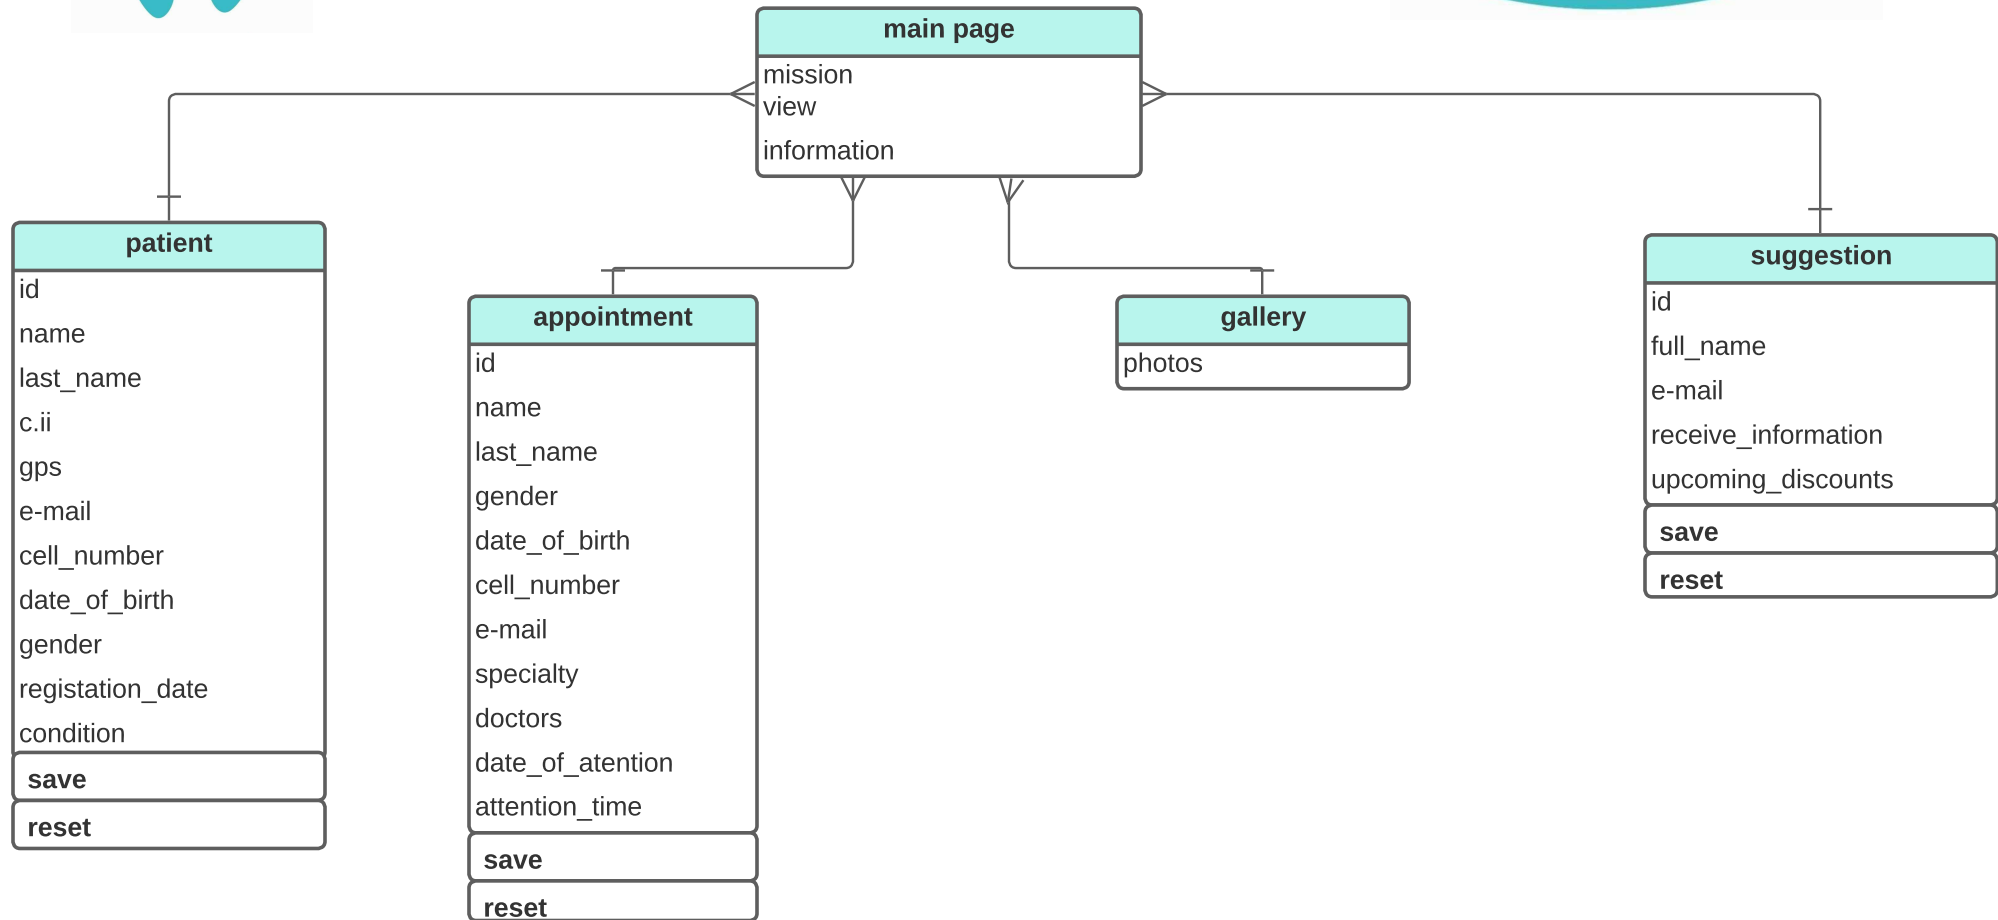 main page
mission
view
information
patient
id
name
last_name
c.ii
gps
e-mail
cell_number
date_of_birth
gender
registation_date
condition
save
reset
appointment
id
name
last_name
gender
date_of_birth
cell_number
e-mail
specialty
doctors
date_of_atention
attention_time
save
reset
gallery
photos
suggestion
id
full_name
e-mail
receive_information
upcoming_discounts
save
reset